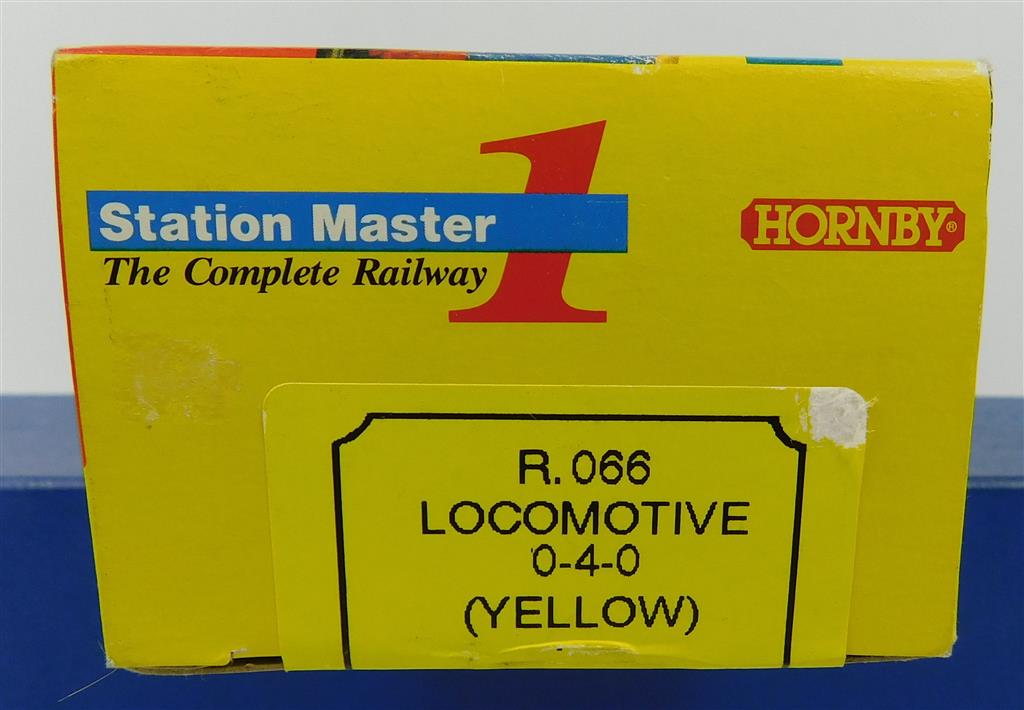 1
Station Master
The Complete Railway
HORNBY®
R.066
LOCOMOTIVE
0-4-0
(YELLOW)